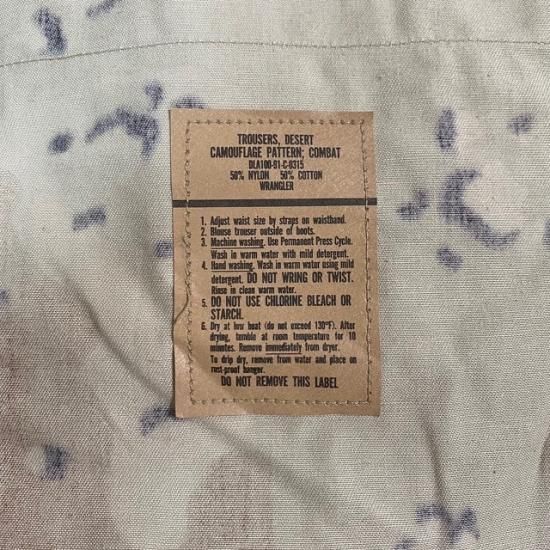 TROUSERS, DESERT
CAMOUFLAGE PATTERN; COMBAT
DLA100-91-C-0315
50% NYLON 50% COTTON
WRANGLER
1. Adjust waist size by straps on waistband.
2. Blouse trouser outside of boots.
3. Machine washing. Use Permanent Press Cycle.
Wash in warm water with mild detergent.
4. Hand washing. Wash in warm water using mild
detergent. DO NOT WRING OR TWIST.
Rinse in clean warm water.
5. DO NOT USE CHLORINE BLEACH OR
STARCH.
6. Dry at low heat (do not exceed 130°F). After
drying, tumble at room temperature for 10
minutes. Remove immediately from dryer.
To drip dry, remove from water and place on
rust-proof hanger.
DO NOT REMOVE THIS LABEL